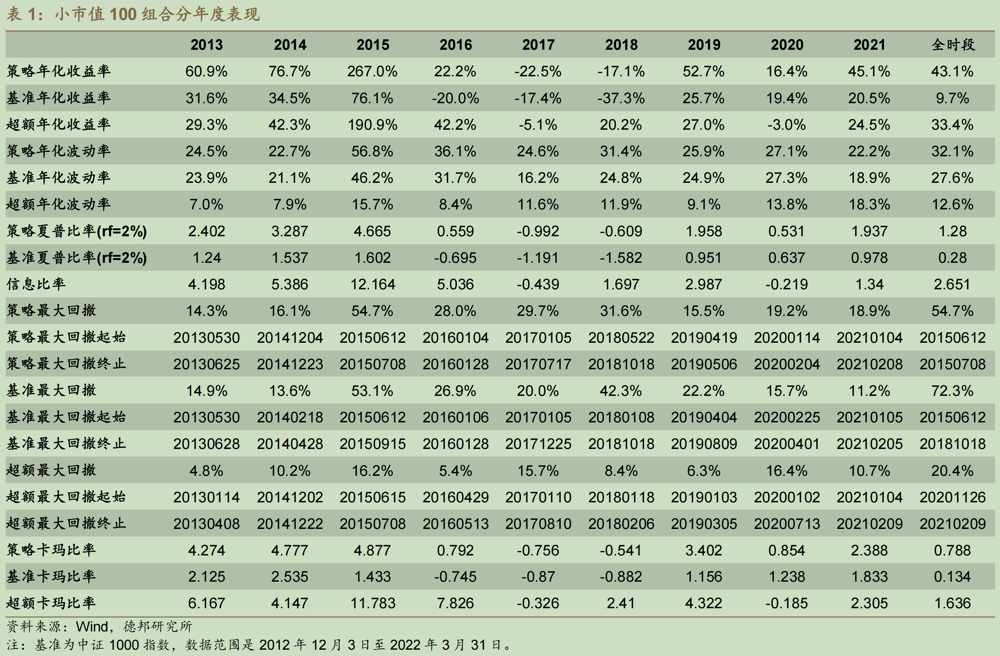 表 1：小市值 100 组合分年度表现
2013 2014 2015 2016 2017 2018 2019 2020 2021 全时段
策略年化收益率 60.9% 76.7% 267.0% 22.2% -22.5% -17.1% 52.7% 16.4% 45.1% 43.1%
基准年化收益率 31.6% 34.5% 76.1% -20.0% -17.4% -37.3% 25.7% 19.4% 20.5% 9.7%
超额年化收益率 29.3% 42.3% 190.9% 42.2% -5.1% 20.2% 27.0% -3.0% 24.5% 33.4%
策略年化波动率 24.5% 22.7% 56.8% 36.1% 24.6% 31.4% 25.9% 27.1% 22.2% 32.1%
基准年化波动率 23.9% 21.1% 46.2% 31.7% 16.2% 24.8% 24.9% 27.3% 18.9% 27.6%
超额年化波动率 7.0% 7.9% 15.7% 8.4% 11.6% 11.9% 9.1% 13.8% 18.3% 12.6%
策略夏普比率(rf=2%) 2.402 3.287 4.665 0.559 -0.992 -0.609 1.958 0.531 1.937 1.28
基准夏普比率(rf=2%) 1.24 1.537 1.602 -0.695 -1.191 -1.582 0.951 0.637 0.978 0.28
信息比率 4.198 5.386 12.164 5.036 -0.439 1.697 2.987 -0.219 1.34 2.651
策略最大回撤 14.3% 16.1% 54.7% 28.0% 29.7% 31.6% 15.5% 19.2% 18.9% 54.7%
策略最大回撤起始 20130530 20141204 20150612 20160104 20170105 20180522 20190419 20200114 20210104 20150612
策略最大回撤终止 20130625 20141223 20150708 20160128 20170717 20181018 20190506 20200204 20210208 20150708
基准最大回撤 14.9% 13.6% 53.1% 26.9% 20.0% 42.3% 22.2% 15.7% 11.2% 72.3%
基准最大回撤起始 20130530 20140218 20150612 20160106 20170105 20180108 20190404 20200225 20210105 20150612
基准最大回撤终止 20130628 20140428 20150915 20160128 20171225 20181018 20190809 20200401 20210205 20181018
超额最大回撤 4.8% 10.2% 16.2% 5.4% 15.7% 8.4% 6.3% 16.4% 10.7% 20.4%
超额最大回撤起始 20130114 20141202 20150615 20160429 20170110 20180118 20190103 20200102 20210104 20201126
超额最大回撤终止 20130408 20141222 20150708 20160513 20170810 20180206 20190305 20200713 20210209 20210209
策略卡玛比率 4.274 4.777 4.877 0.792 -0.756 -0.541 3.402 0.854 2.388 0.788
基准卡玛比率 2.125 2.535 1.433 -0.745 -0.87 -0.882 1.156 1.238 1.833 0.134
超额卡玛比率 6.167 4.147 11.783 7.826 -0.326 2.41 4.322 -0.185 2.305 1.636
资料来源：Wind，德邦研究所
注：基准为中证 1000 指数，数据范围是 2012 年 12 月 3 日至 2022 年 3 月 31 日。